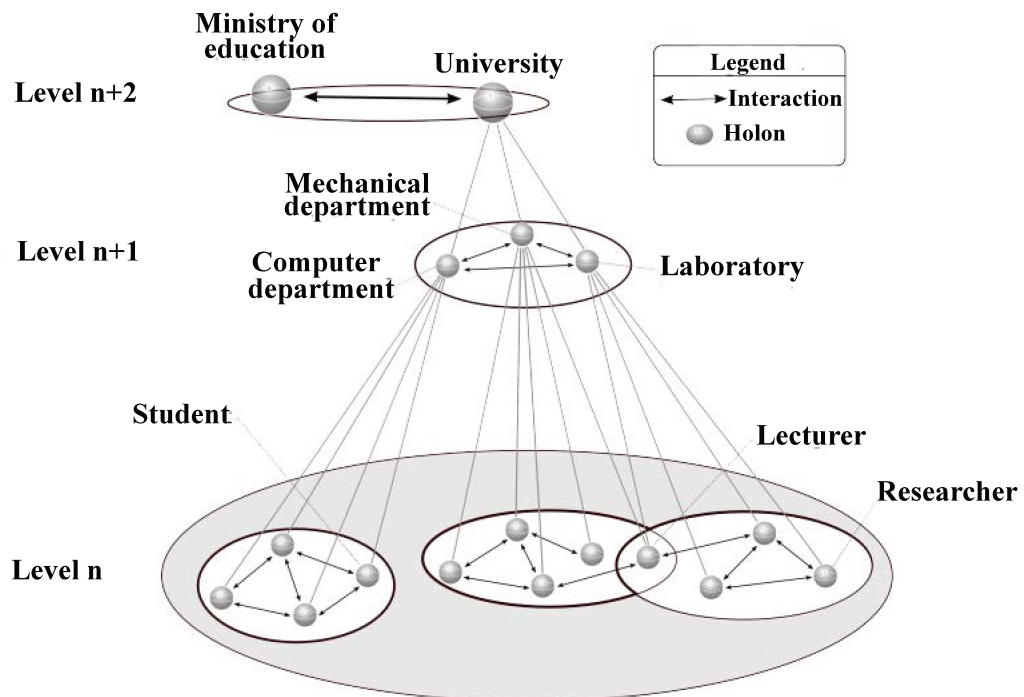 Ministry of
education
University
Level n+2
Legend
Interaction
Holon
Mechanical
department
Level n+1
Computer
department
Laboratory
Student
Lecturer
Researcher
Level n